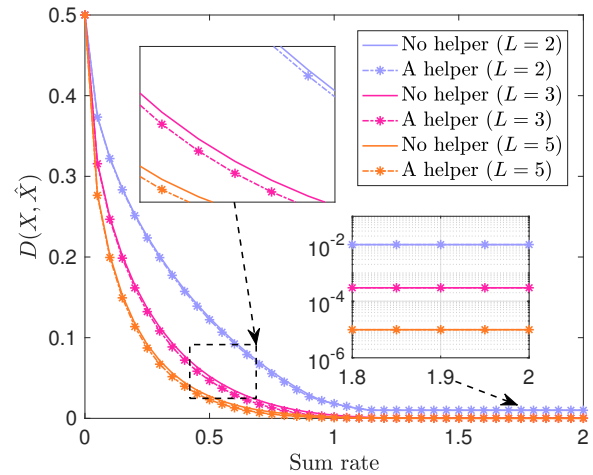 0.5
0.4
0.3
0.2
0.1
0
0
0.5
1
1.5
2
D(X, X̂)
Sum rate
No helper (L = 2)
A helper (L = 2)
No helper (L = 3)
A helper (L = 3)
No helper (L = 5)
A helper (L = 5)
10⁻²
10⁻⁴
10⁻⁶
1.8
1.9
2